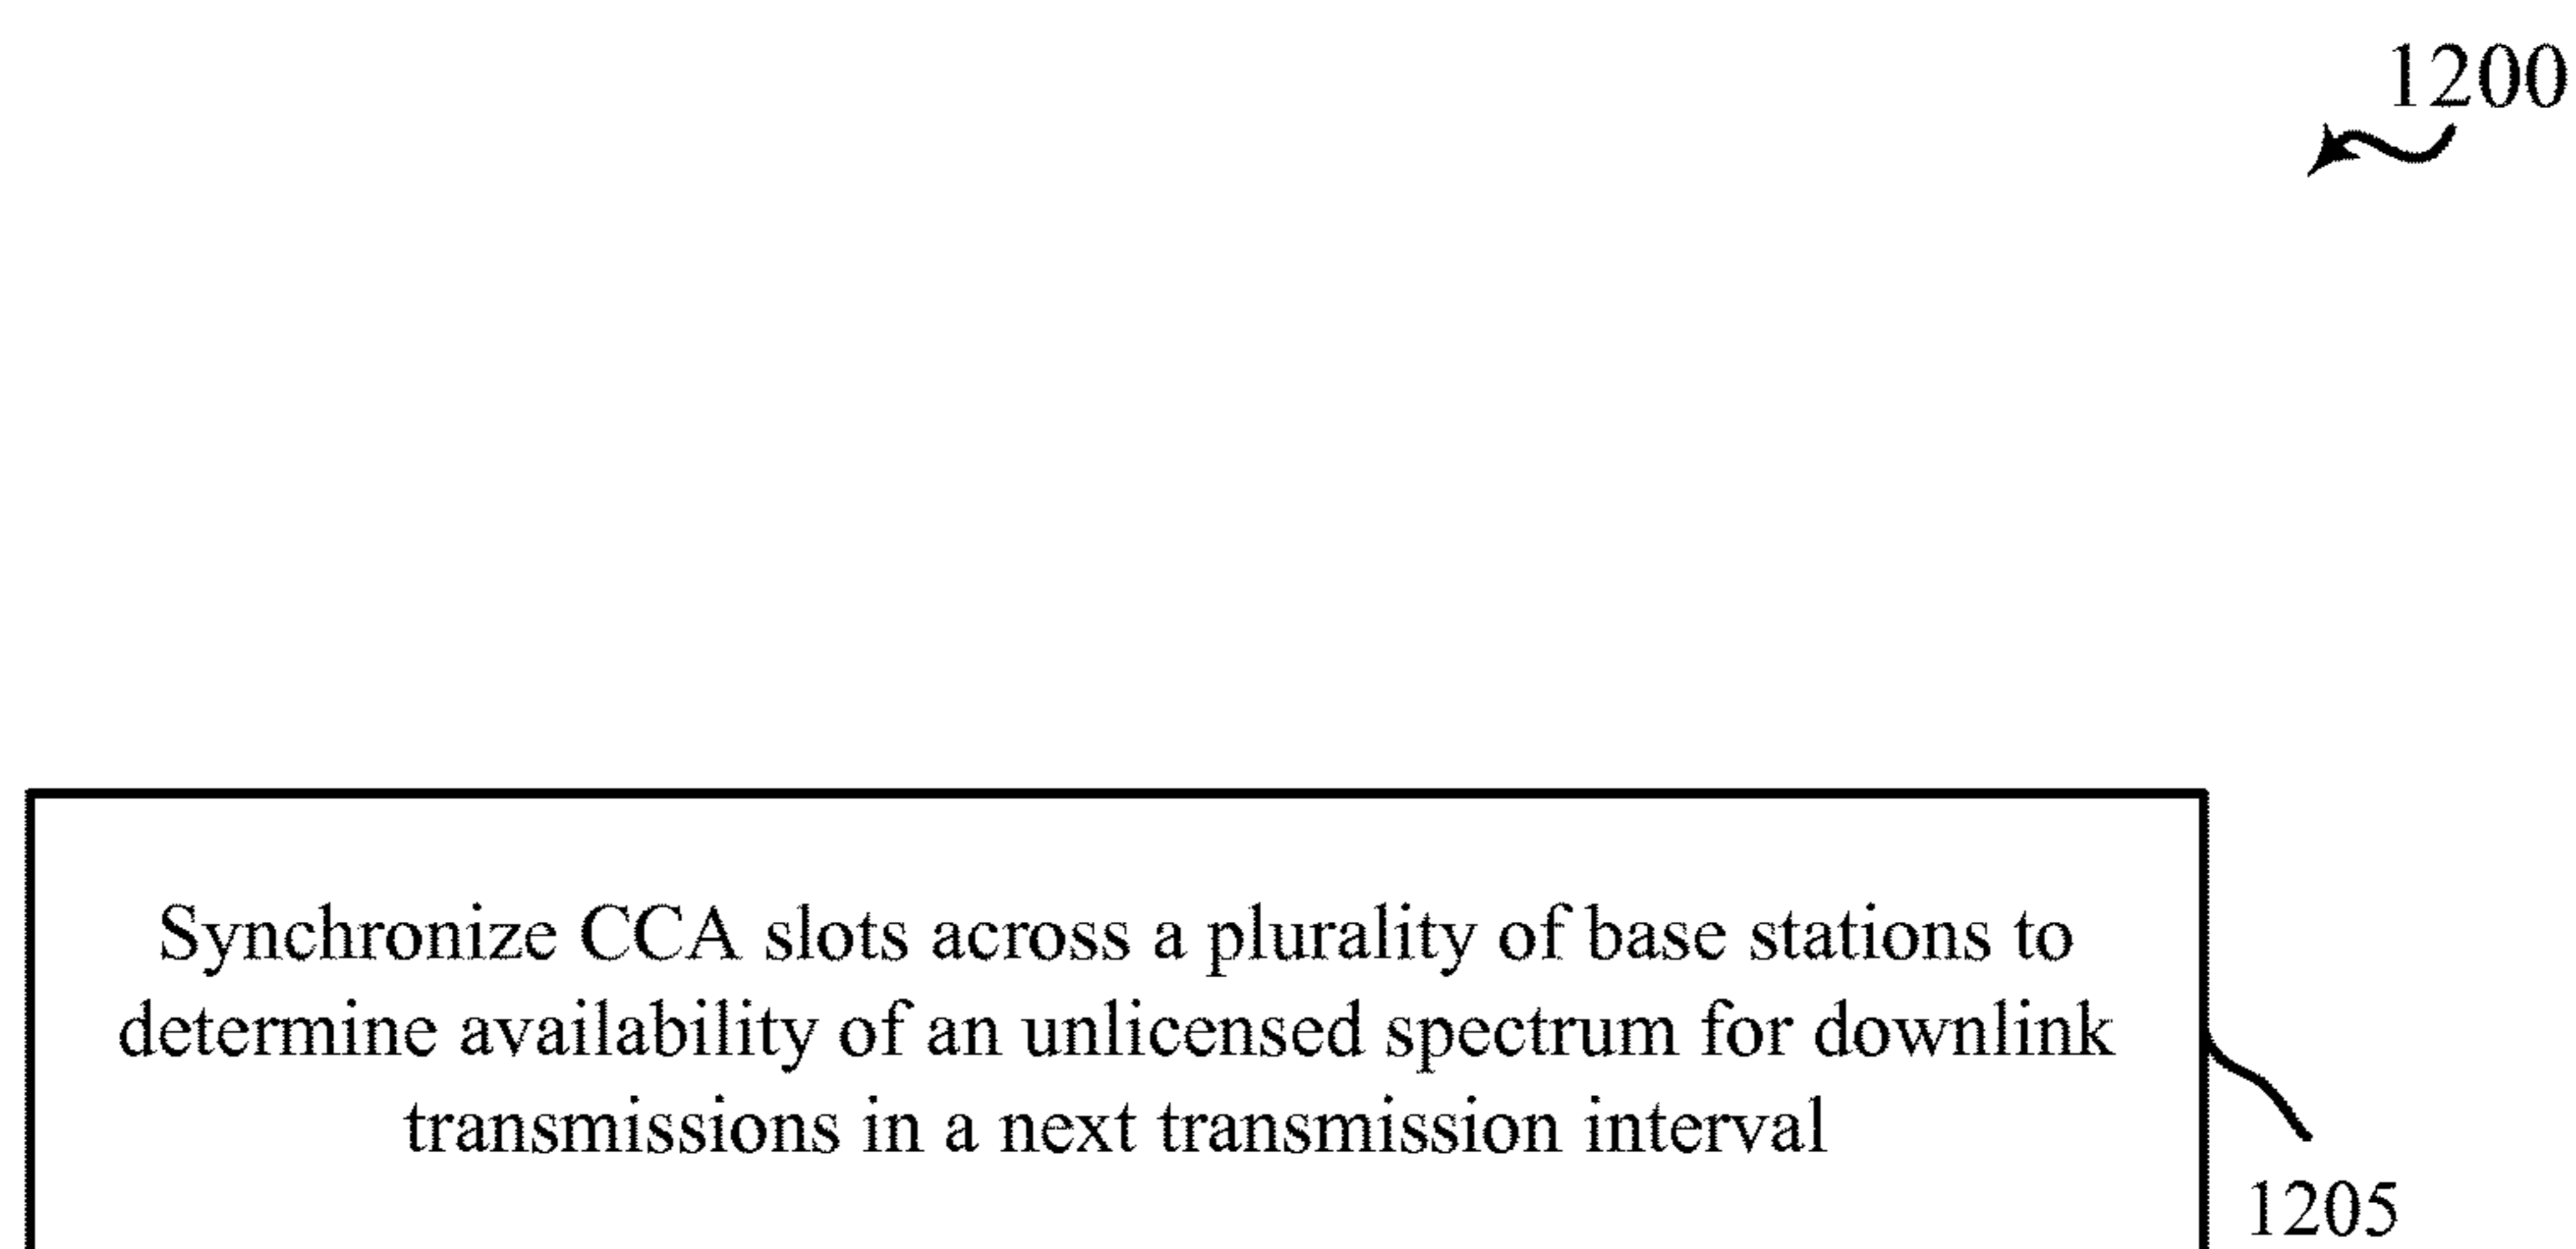 1200
Synchronize CCA slots across a plurality of base stations to
determine availability of an unlicensed spectrum for downlink
transmissions in a next transmission interval
1205